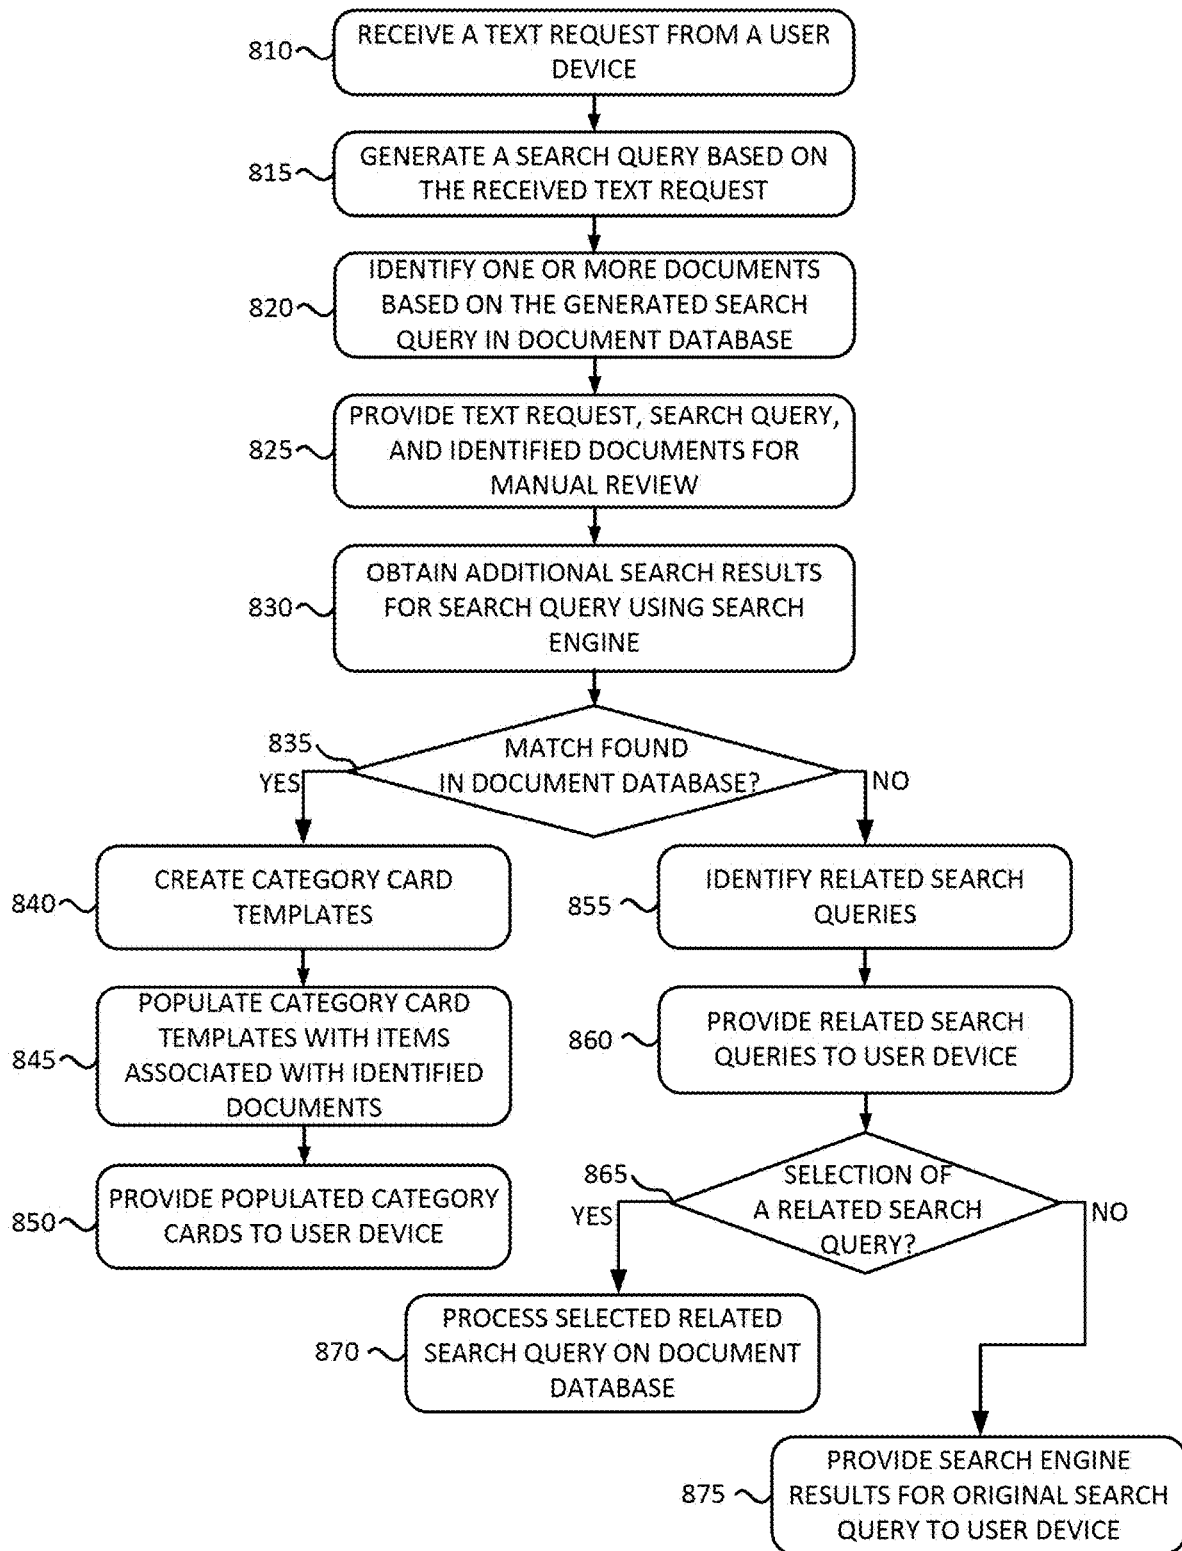 810
RECEIVE A TEXT REQUEST FROM A USER
DEVICE
815
GENERATE A SEARCH QUERY BASED ON
THE RECEIVED TEXT REQUEST
820
IDENTIFY ONE OR MORE DOCUMENTS
BASED ON THE GENERATED SEARCH
QUERY IN DOCUMENT DATABASE
825
PROVIDE TEXT REQUEST, SEARCH QUERY,
AND IDENTIFIED DOCUMENTS FOR
MANUAL REVIEW
830
OBTAIN ADDITIONAL SEARCH RESULTS
FOR SEARCH QUERY USING SEARCH
ENGINE
835
MATCH FOUND
IN DOCUMENT DATABASE?
YES
NO
840
CREATE CATEGORY CARD
TEMPLATES
845
POPULATE CATEGORY CARD
TEMPLATES WITH ITEMS
ASSOCIATED WITH IDENTIFIED
DOCUMENTS
850
PROVIDE POPULATED CATEGORY
CARDS TO USER DEVICE
855
IDENTIFY RELATED SEARCH
QUERIES
860
PROVIDE RELATED SEARCH
QUERIES TO USER DEVICE
865
SELECTION OF
A RELATED SEARCH
QUERY?
YES
NO
870
PROCESS SELECTED RELATED
SEARCH QUERY ON DOCUMENT
DATABASE
875
PROVIDE SEARCH ENGINE
RESULTS FOR ORIGINAL SEARCH
QUERY TO USER DEVICE